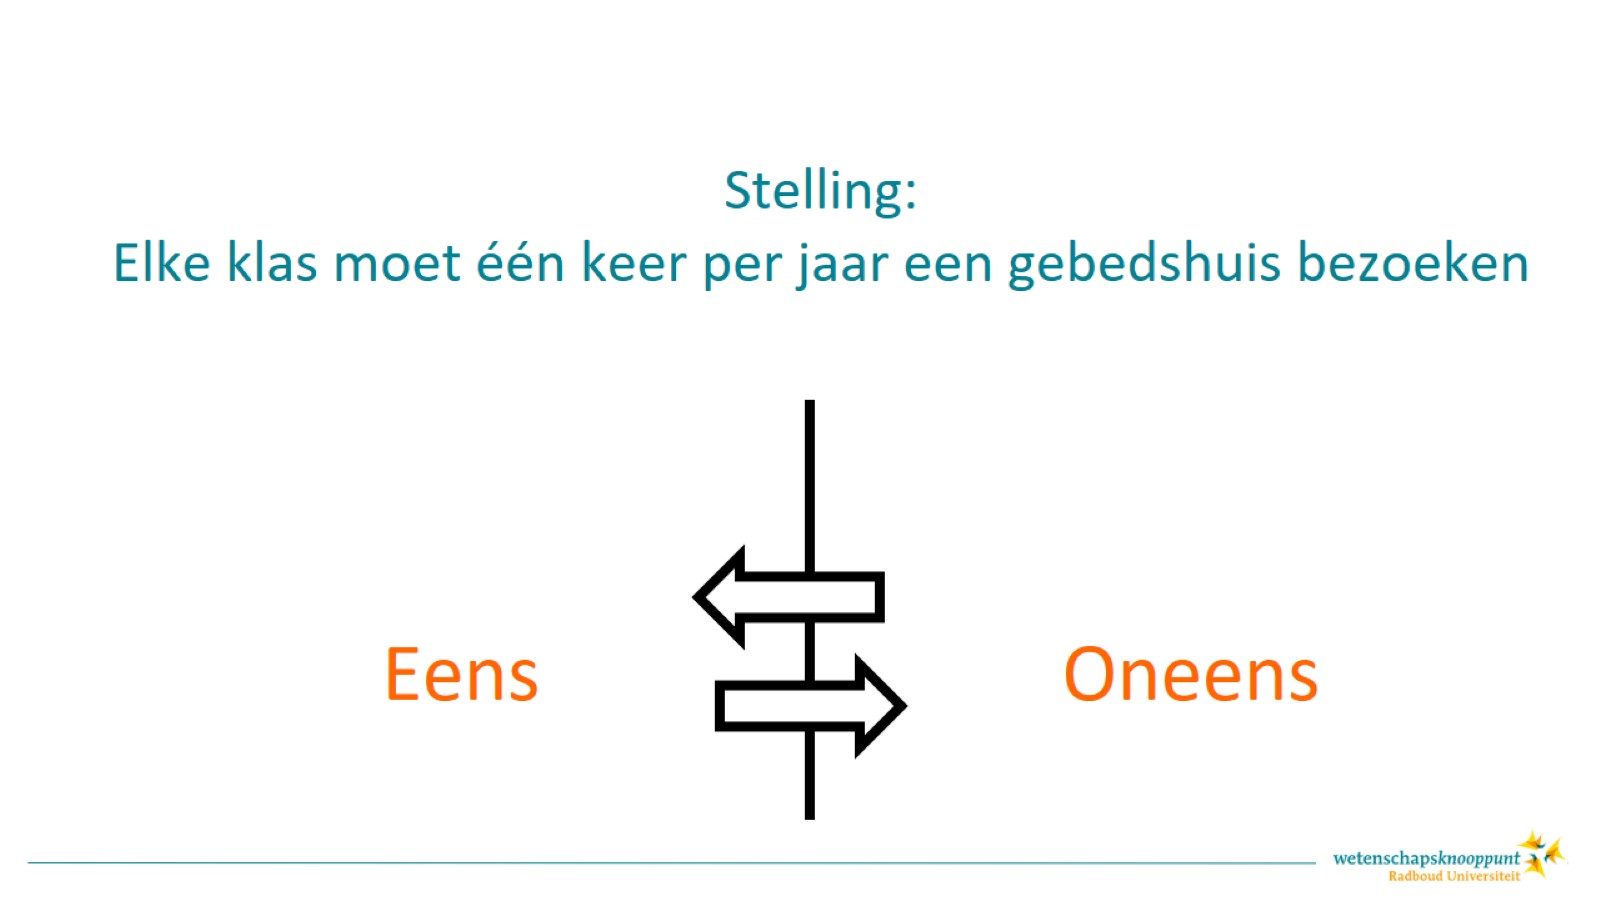 Stelling:
Elke klas moet één keer per jaar een gebedshuis bezoeken
Eens
Oneens
wetenschapsknooppunt
Radboud Universiteit